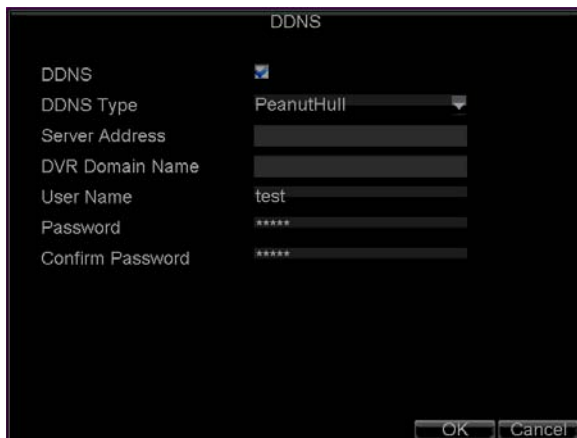 DDNS
DDNS
DDNS Type PeanutHull
Server Address
DVR Domain Name
User Name test
Password *****
Confirm Password *****
OK Cancel